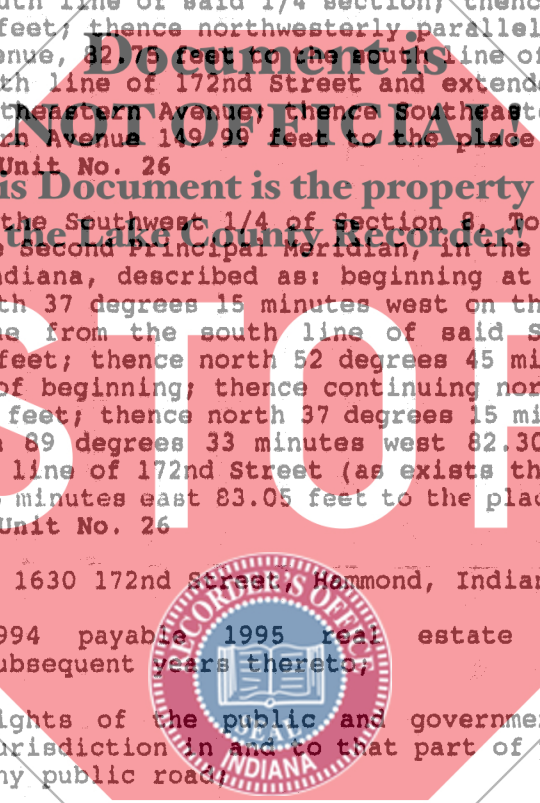 uth line of said 1/4 section; thence
feet; thence northwesterly parallel
enue, 82.75 feet to the south line of
Document is
th line of 172nd Street and extende
theastern Avenue; thence Southeaste
NOT OFFICIAL!
rn Avenue 149.99 feet to the place
Unit No. 26
is Document is the property
the Southwest 1/4 of Section 8, To
the Lake County Recorder!
Second Principal Meridian, in the
ndiana, described as: beginning at
th 37 degrees 15 minutes west on th
ne from the south line of said S
STOP
feet; thence north 52 degrees 45 mi
of beginning; thence continuing nor
feet; thence north 37 degrees 15 mi
h 89 degrees 33 minutes west 82.30
line of 172nd Street (as exists th
minutes east 83.05 feet to the plac
Unit No. 26
1630 172nd Street, Hammond, Indian
RECORDER'S OFFICE
994 payable 1995 real estate
ubsequent years thereto;
ights of the public and governme
SEAL
urisdiction in and to that part of
INDIANA
ny public road;